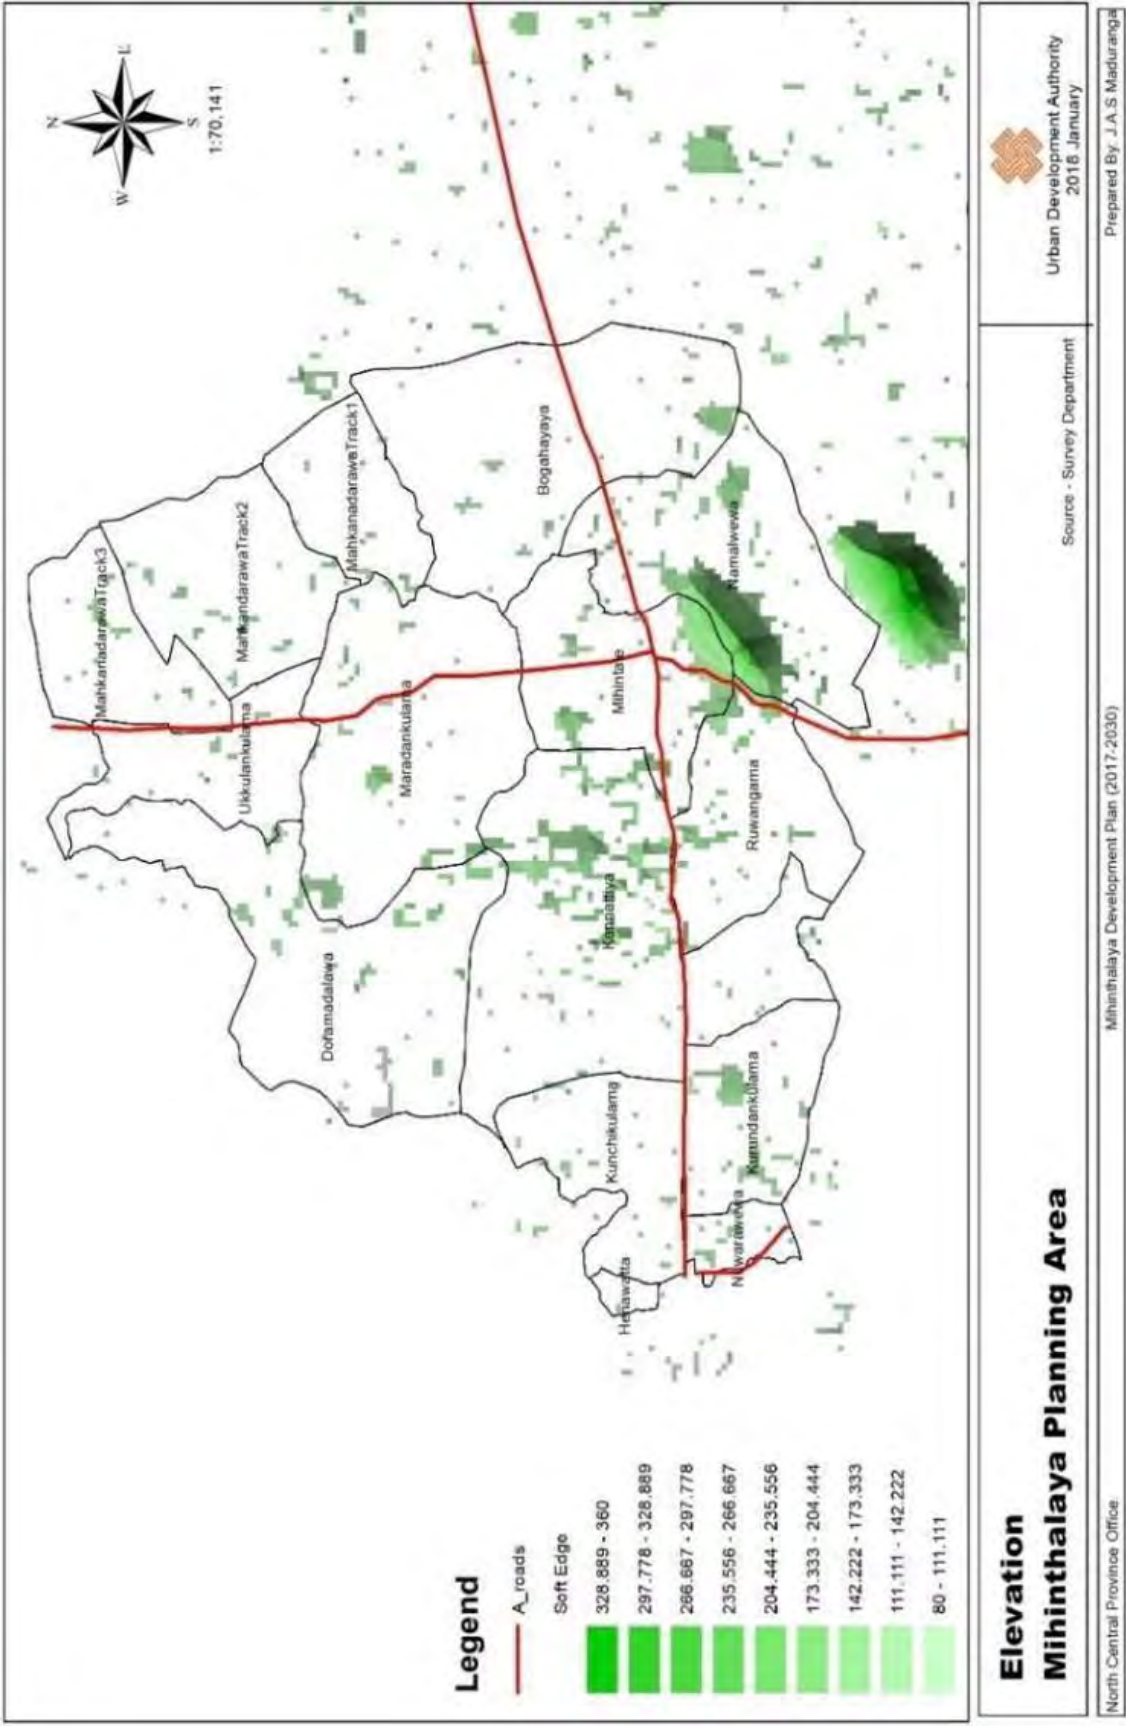 N
E
W
S
1:70,141
MahkanadarawaTrack3
MahkandarawaTrack2
MahkanadarawaTrack1
Ukkulankulama
Maradankulama
Bogahayaya
Dofamadalawa
Mihintale
Namalwewa
Kannattiya
Ruwangama
Kunchikulama
Kurundankulama
Nuwarawewa
Henawatta
Legend
A_roads
Soft Edge
328.889 - 360
297.778 - 328.889
266.667 - 297.778
235.556 - 266.667
204.444 - 235.556
173.333 - 204.444
142.222 - 173.333
111.111 - 142.222
80 - 111.111
Elevation
Mihinthalaya Planning Area
Source - Survey Department
Urban Development Authority
2018 January
North Central Province Office
Mihinthalaya Development Plan (2017-2030)
Prepared By: J.A.S Maduranga